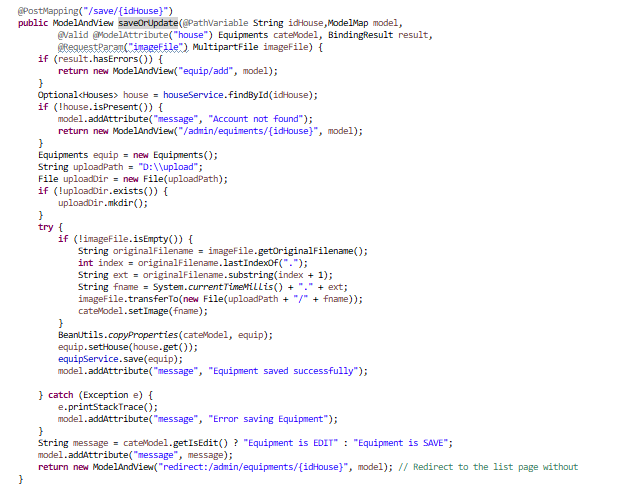 @PostMapping("/save/{idHouse}")
public ModelAndView saveOrUpdate(@PathVariable String idHouse,ModelMap model,
@Valid @ModelAttribute("house") Equipments cateModel, BindingResult result,
@RequestParam("imageFile") MultipartFile imageFile) {
if (result.hasErrors()) {
return new ModelAndView("equip/add", model);
}
Optional<Houses> house = houseService.findById(idHouse);
if (!house.isPresent()) {
model.addAttribute("message", "Account not found");
return new ModelAndView("/admin/equiments/{idHouse}", model);
}
Equipments equip = new Equipments();
String uploadPath = "D:\\upload";
File uploadDir = new File(uploadPath);
if (!uploadDir.exists()) {
uploadDir.mkdir();
}
try {
if (!imageFile.isEmpty()) {
String originalFilename = imageFile.getOriginalFilename();
int index = originalFilename.lastIndexOf(".");
String ext = originalFilename.substring(index + 1);
String fname = System.currentTimeMillis() + "." + ext;
imageFile.transferTo(new File(uploadPath + "/" + fname));
cateModel.setImage(fname);
}
BeanUtils.copyProperties(cateModel, equip);
equip.setHouse(house.get());
equipService.save(equip);
model.addAttribute("message", "Equipment saved successfully");
} catch (Exception e) {
e.printStackTrace();
model.addAttribute("message", "Error saving Equipment");
}
String message = cateModel.getIsEdit() ? "Equipment is EDIT" : "Equipment is SAVE";
model.addAttribute("message", message);
return new ModelAndView("redirect:/admin/equipments/{idHouse}", model); // Redirect to the list page without
}